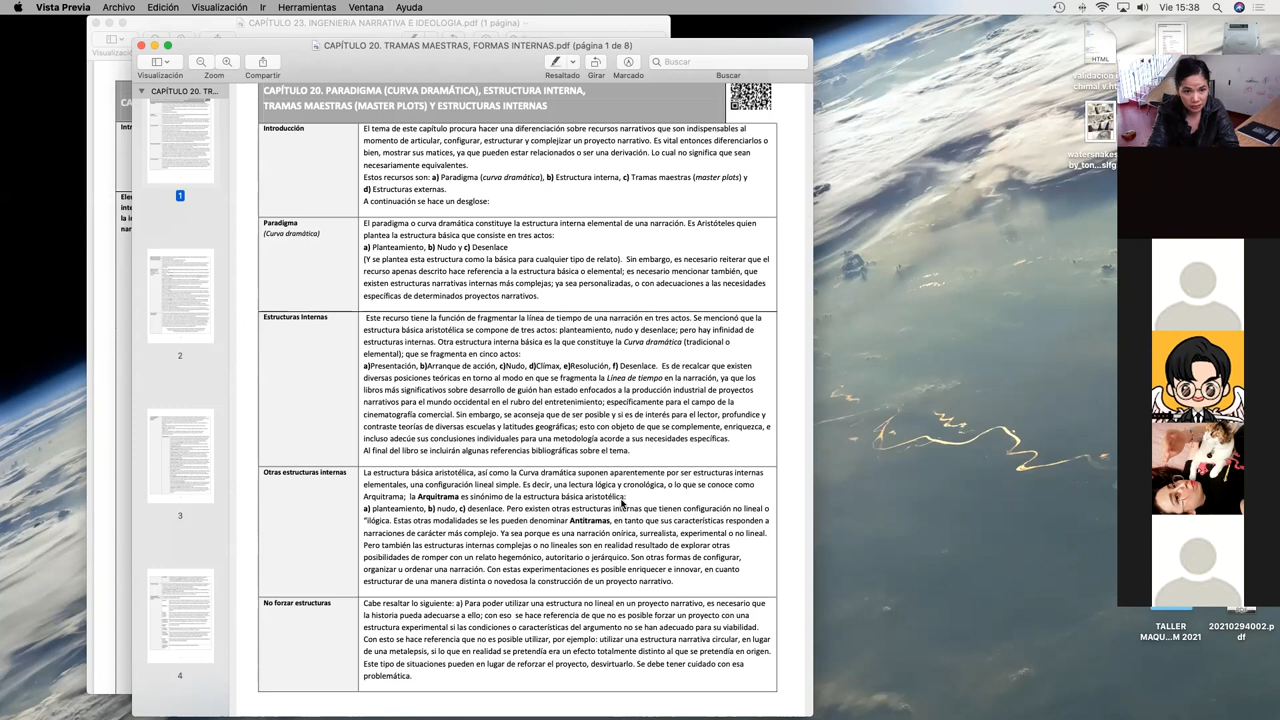 Vista Previa Archivo Edición Visualización Ir Herramientas Ventana Ayuda
Vie 15:38
CAPÍTULO 23. INGENIERIA NARRATIVA E IDEOLOGIA.pdf (1 página)
CAPÍTULO 20. TRAMAS MAESTRAS, FORMAS INTERNAS.pdf (página 1 de 8)
Buscar
Visualización Zoom Compartir Resaltado Girar Marcado Buscar
CAPÍTULO 20. TR...
1
2
3
4
CAPÍTULO 20. PARADIGMA (CURVA DRAMÁTICA), ESTRUCTURA INTERNA,
TRAMAS MAESTRAS (MASTER PLOTS) Y ESTRUCTURAS INTERNAS
Introducción
El tema de este capítulo procura hacer una diferenciación sobre recursos narrativos que son indispensables al
momento de articular, configurar, estructurar y complejizar un proyecto narrativo. Es vital entonces diferenciarlos o
bien, mostrar sus matices, ya que pueden estar relacionados o ser una derivación. Lo cual no significa que sean
necesariamente equivalentes.
Estos recursos son: a) Paradigma (curva dramática), b) Estructura interna, c) Tramas maestras (master plots) y
d) Estructuras externas.
A continuación se hace un desglose:
Paradigma
(Curva dramática)
El paradigma o curva dramática constituye la estructura interna elemental de una narración. Es Aristóteles quien
plantea la estructura básica que consiste en tres actos:
a) Planteamiento, b) Nudo y c) Desenlace
(Y se plantea esta estructura como la básica para cualquier tipo de relato). Sin embargo, es necesario reiterar que el
recurso apenas descrito hace referencia a la estructura básica o elemental; es necesario mencionar también, que
existen estructuras narrativas internas más complejas; ya sea personalizadas, o con adecuaciones a las necesidades
específicas de determinados proyectos narrativos.
Estructuras Internas
Este recurso tiene la función de fragmentar la línea de tiempo de una narración en actos. Se mencionó que la
estructura básica aristotélica se compone de tres actos: planteamiento, nudo y desenlace; pero hay infinidad de
estructuras internas. Otra estructura interna básica es la que constituye la Curva dramática (tradicional o
elemental); que se fragmenta en cinco actos:
a)Presentación, b)Arranque de acción, c)Nudo, d)Clímax, e)Resolución, f) Desenlace. Es de recalcar que existen
diversas posiciones teóricas en torno al modo en que se fragmenta la Línea de tiempo en la narración, ya que los
libros más significativos sobre desarrollo de guión han estado enfocados a la producción industrial de proyectos
narrativos para el mundo occidental en el rubro del entretenimiento; específicamente para el campo de la
cinematografía comercial. Sin embargo, se aconseja que de ser posible y si es de interés para el lector, profundice y
contraste teorías de diversas escuelas y latitudes geográficas; esto con objeto de que se complemente, enriquezca, e
incluso adecúe sus conclusiones individuales para una metodología acorde a sus necesidades específicas.
Al final del libro se incluirán algunas referencias bibliográficas sobre el tema.
Otras estructuras internas
La estructura básica aristotélica, así como la Curva dramática suponen aparentemente por ser estructuras internas
elementales, una configuración lineal simple. Es decir, una lectura lógica y cronológica, o lo que se conoce como
Arquitrama; la Arquitrama es sinónimo de la estructura básica aristotélica:
a) planteamiento, b) nudo, c) desenlace. Pero existen otras estructuras internas que tienen configuración no lineal o
"ilógica. Estas otras modalidades se les pueden denominar Antitramas, en tanto que sus características responden a
narraciones de carácter más complejo. Ya sea porque es una narración onírica, surrealista, experimental o no lineal.
Pero también las estructuras internas complejas o no lineales son en realidad resultado de explorar otras
posibilidades de romper con un relato hegemónico, autoritario o jerárquico. Son otras formas de configurar,
organizar u ordenar una narración. Con estas experimentaciones es posible enriquecer e innovar, en cuanto
estructurar de una manera distinta o novedosa la construcción de un proyecto narrativo.
No forzar estructuras
Cabe resaltar lo siguiente: a) Para poder utilizar una estructura no lineal en un proyecto narrativo, es necesario que
la historia pueda adecuarse a ello; con eso se hace referencia de que no es posible forzar un proyecto con una
estructura experimental si las condiciones o características del argumento no se han adecuado para su viabilidad.
Con esto se hace referencia que no es posible utilizar, por ejemplo: utilizar una estructura narrativa circular, en lugar
de una metalepsis, si lo que en realidad se pretendía era un efecto totalmente distinto al que se pretendía en origen.
Este tipo de situaciones pueden en lugar de reforzar el proyecto, desvirtuarlo. Se debe tener cuidado con esa
problemática.
HTML
TALLER
MAQU...M 2021
20210294002.p
df